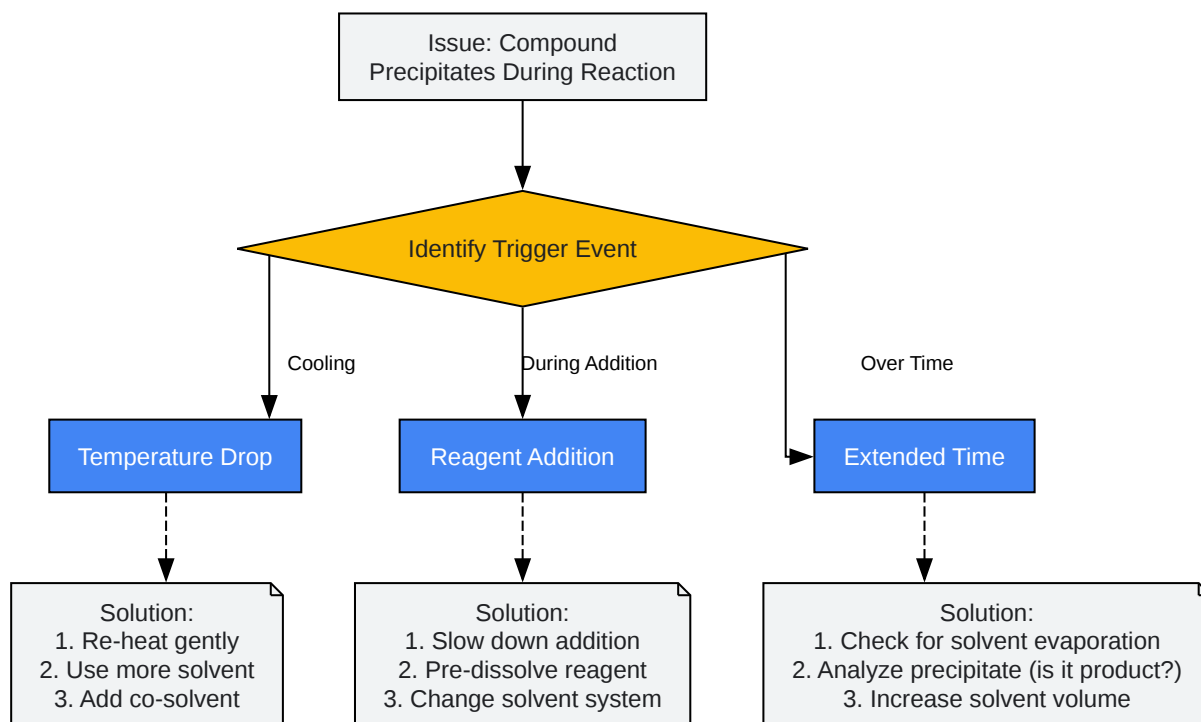 Issue: Compound
Precipitates During Reaction
Identify Trigger Event
Cooling
During Addition
Over Time
Temperature Drop
Reagent Addition
Extended Time
Solution:
1. Re-heat gently
2. Use more solvent
3. Add co-solvent
Solution:
1. Slow down addition
2. Pre-dissolve reagent
3. Change solvent system
Solution:
1. Check for solvent evaporation
2. Analyze precipitate (is it product?)
3. Increase solvent volume